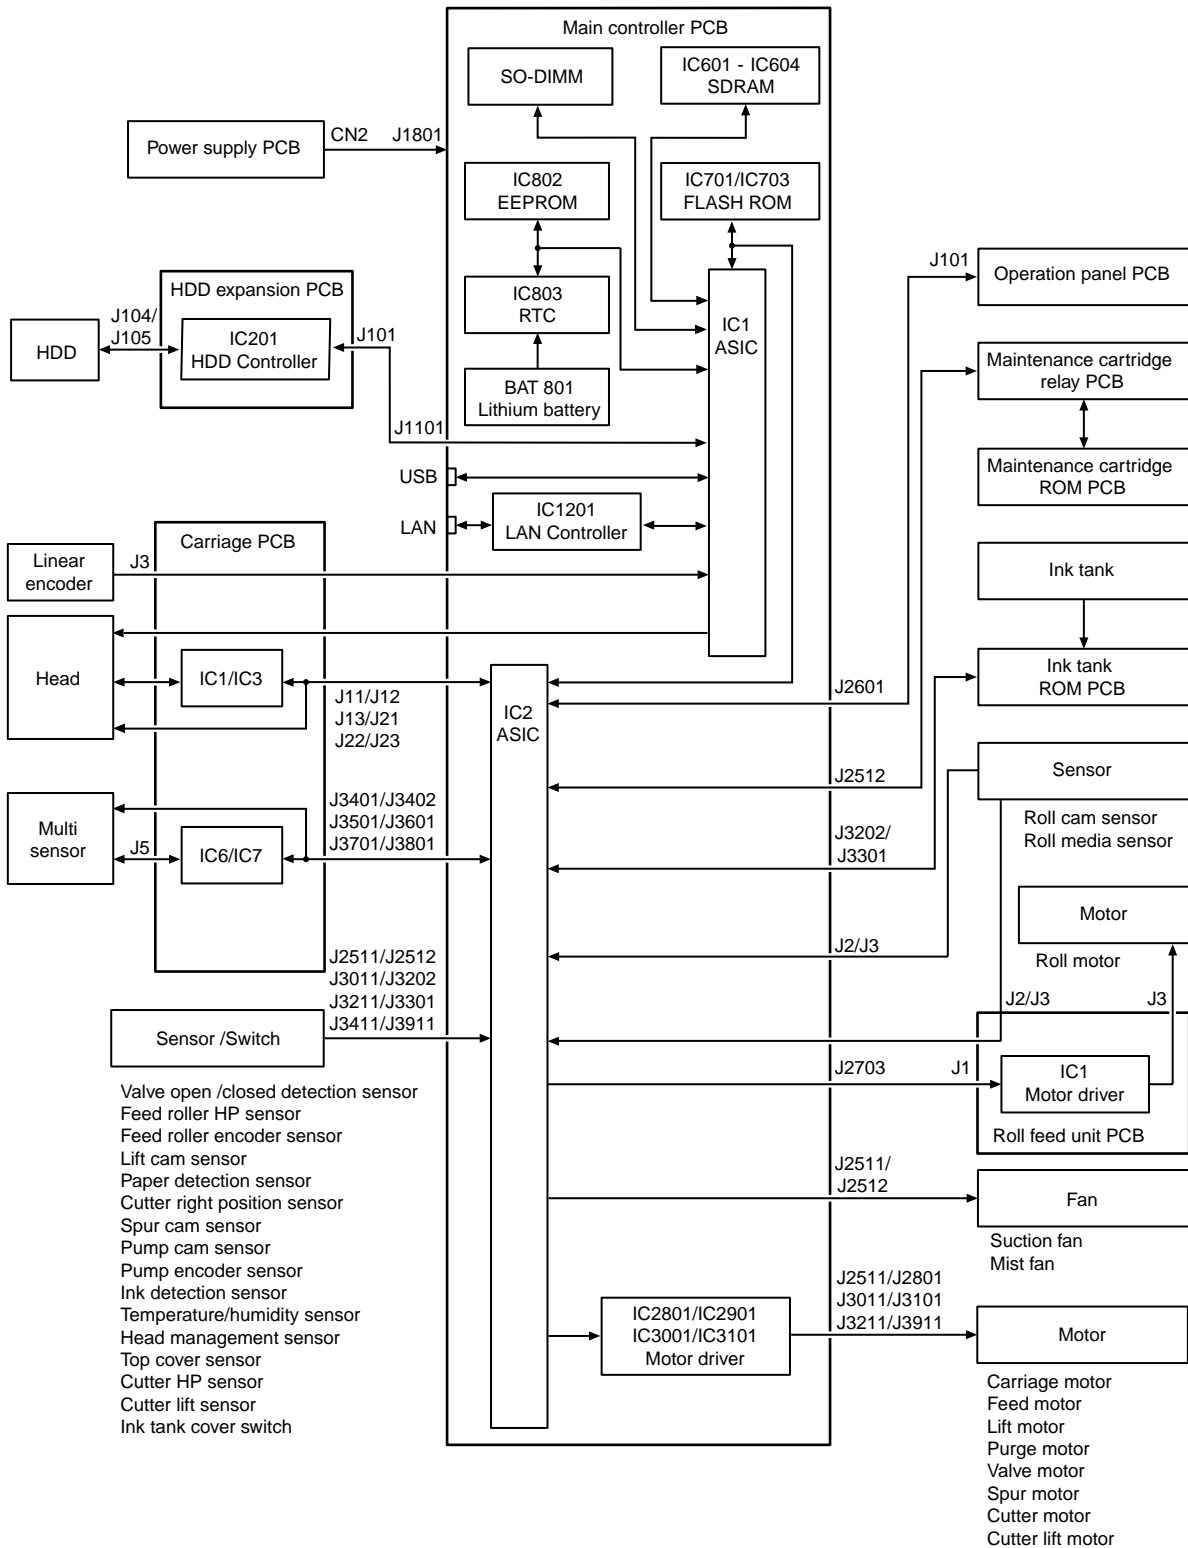 Main controller PCB
SO-DIMM
IC601 - IC604
SDRAM
Power supply PCB
CN2
J1801
IC802
EEPROM
IC701/IC703
FLASH ROM
HDD expansion PCB
IC201
HDD Controller
HDD
J104/
J105
J101
IC803
RTC
BAT 801
Lithium battery
IC1
ASIC
J1101
USB
LAN
IC1201
LAN Controller
J101
Operation panel PCB
Maintenance cartridge
relay PCB
Maintenance cartridge
ROM PCB
Ink tank
Ink tank
ROM PCB
Carriage PCB
Linear
encoder
J3
Head
IC1/IC3
J11/J12
J13/J21
J22/J23
IC2
ASIC
J2601
J2512
Multi
sensor
J5
IC6/IC7
J3401/J3402
J3501/J3601
J3701/J3801
J3202/
J3301
Sensor
Roll cam sensor
Roll media sensor
Motor
Roll motor
J2/J3
J2/J3
J3
J2511/J2512
J3011/J3202
J3211/J3301
J3411/J3911
Sensor /Switch
Valve open /closed detection sensor
Feed roller HP sensor
Feed roller encoder sensor
Lift cam sensor
Paper detection sensor
Cutter right position sensor
Spur cam sensor
Pump cam sensor
Pump encoder sensor
Ink detection sensor
Temperature/humidity sensor
Head management sensor
Top cover sensor
Cutter HP sensor
Cutter lift sensor
Ink tank cover switch
J2703
J1
IC1
Motor driver
Roll feed unit PCB
J2511/
J2512
Fan
Suction fan
Mist fan
IC2801/IC2901
IC3001/IC3101
Motor driver
J2511/J2801
J3011/J3101
J3211/J3911
Motor
Carriage motor
Feed motor
Lift motor
Purge motor
Valve motor
Spur motor
Cutter motor
Cutter lift motor